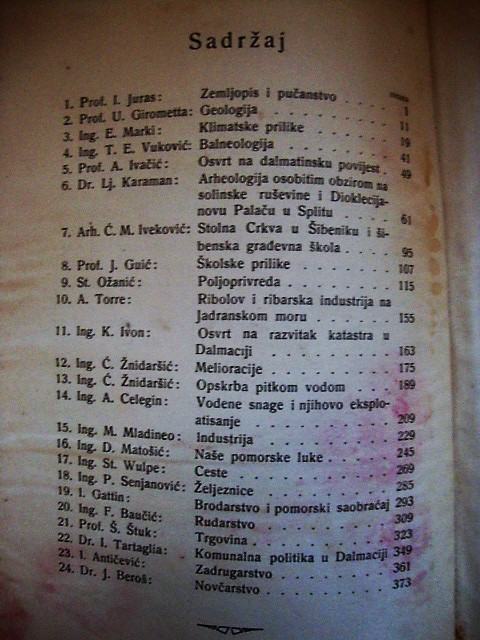 Sadržaj
1. Prof. I. Juras: Zemljopis i pučanstvo . . . . 1
2. Prof. U. Girometta: Geologija . . . . . . . . 11
3. Ing. E. Marki: Klimatske prilike . . . . . . 19
4. Ing. T. E. Vuković: Balneologija . . . . . . . 41
5. Prof. A. Ivačić: Osvrt na dalmatinsku povijest . 49
6. Dr. Lj. Karaman: Arheologija osobitim obzirom na
solinske ruševine i Dioklecija-
novu Palaču u Splitu . . . . 61
7. Arh. Ć. M. Iveković: Stolna Crkva u Šibeniku i ši-
benska građevna škola . . . . 95
8. Prof. J. Guić: Školske prilike . . . . . . . 107
9. St. Ožanić: Poljoprivreda . . . . . . . 115
10. A. Torre: Ribolov i ribarska industrija na
Jadranskom moru . . . . . . 155
11. Ing. K. Ivon: Osvrt na razvitak katastra u
Dalmaciji . . . . . . . . . 163
12. Ing. Ć. Žnidaršić: Melioracije . . . . . . . . 175
13. Ing. Ć. Žnidaršić: Opskrba pitkom vodom . . . . 189
14. Ing. A. Celegin: Vodene snage i njihovo eksplo-
atisanje . . . . . . . . . 209
15. Ing. M. Mladineo: Industrija . . . . . . . . . 229
16. Ing. D. Matošić: Naše pomorske luke . . . . . 245
17. Ing. St. Wulpe: Ceste . . . . . . . . . . . 269
18. Ing. P. Senjanović: Željeznice . . . . . . . . . 285
19. I. Gattin: Brodarstvo i pomorski saobraćaj 293
20. Ing. F. Baučić: Rudarstvo . . . . . . . . . 309
21. Prof. Š. Štuk: Trgovina . . . . . . . . . . 323
22. Dr. I. Tartaglia: Komunalna politika u Dalmaciji 349
23. I. Antičević: Zadrugarstvo . . . . . . . . 361
24. Dr. J. Beroš: Novčarstvo . . . . . . . . . 373